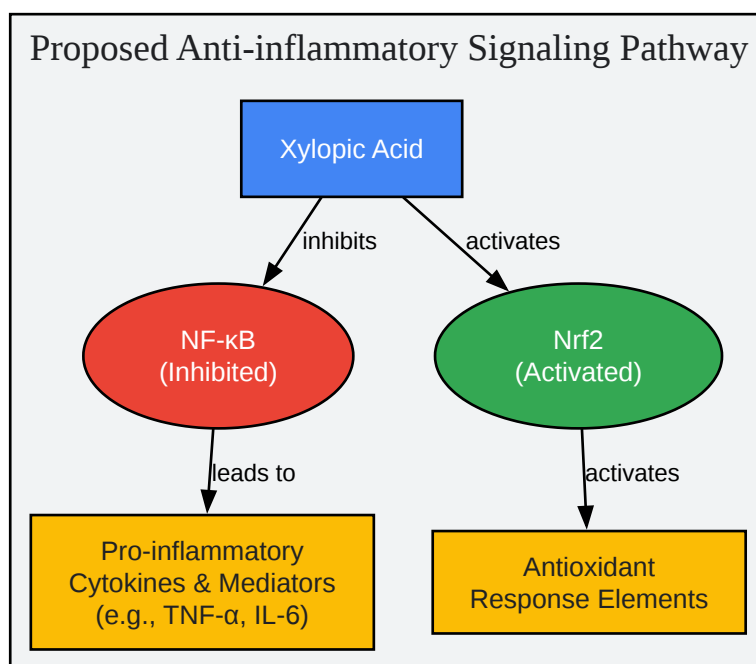 Proposed Anti-inflammatory Signaling Pathway
Xylopic Acid
inhibits
activates
NF-κB
(Inhibited)
Nrf2
(Activated)
leads to
activates
Pro-inflammatory
Cytokines & Mediators
(e.g., TNF-α, IL-6)
Antioxidant
Response Elements